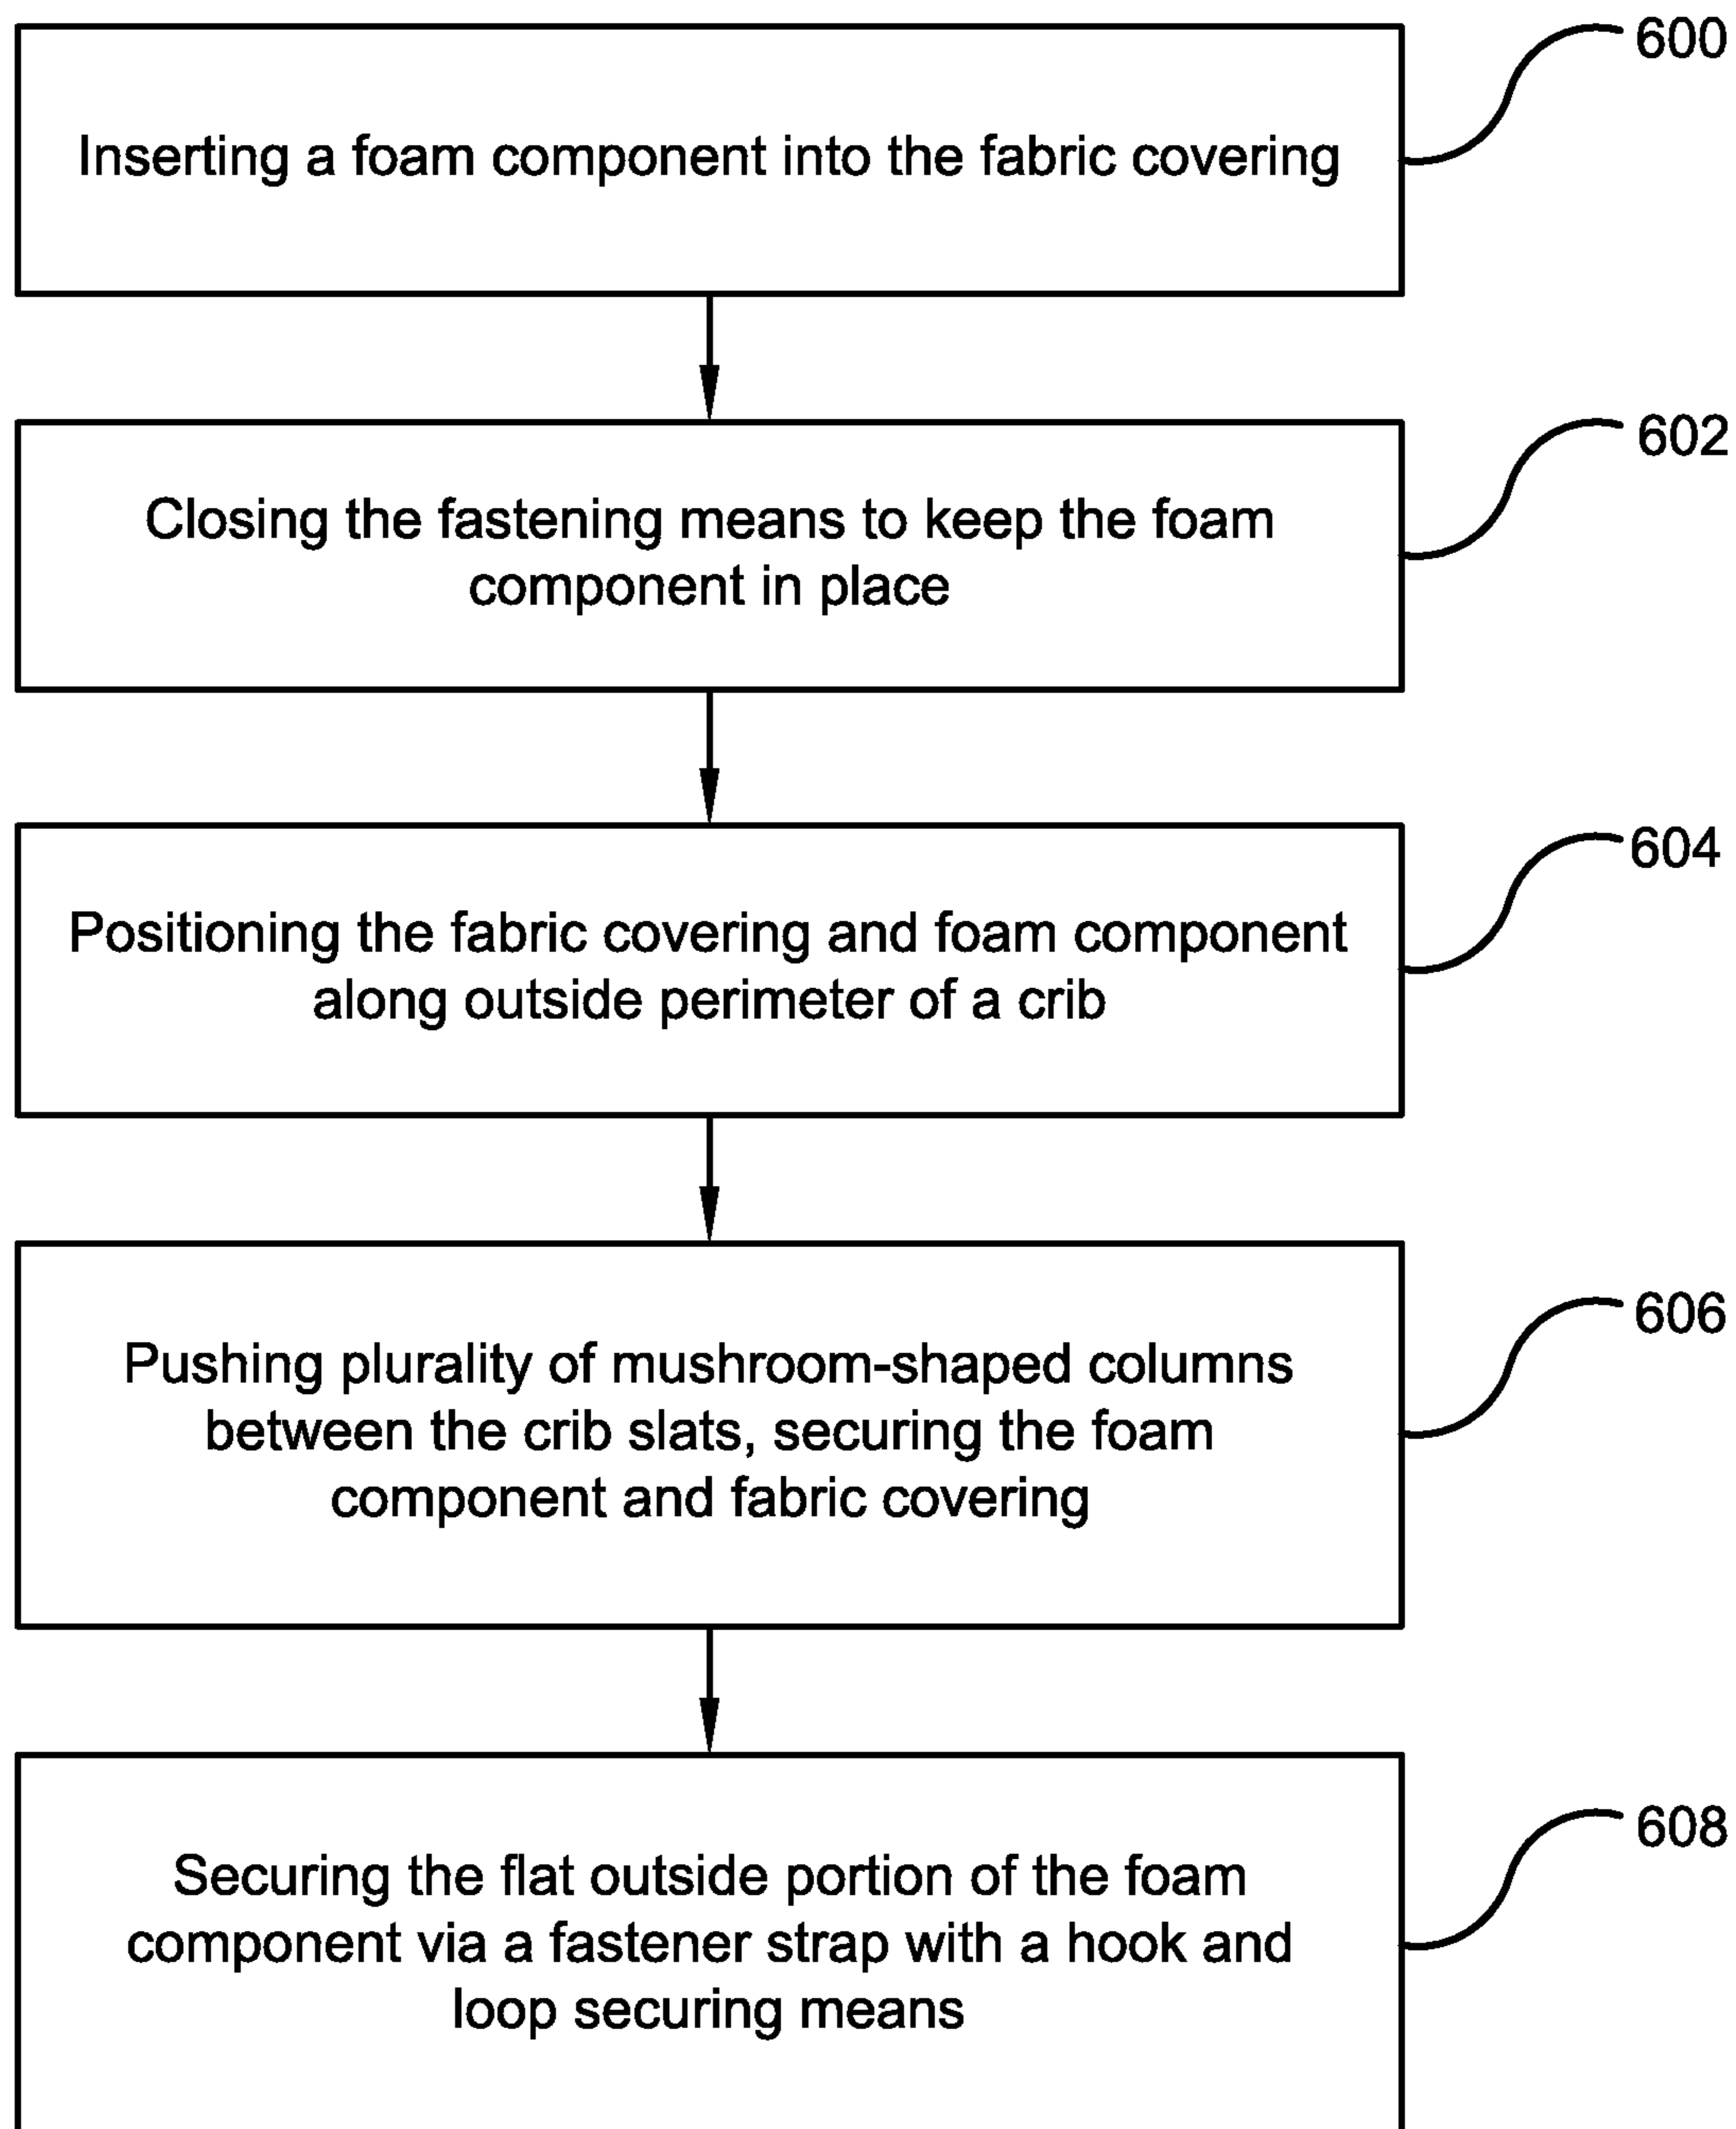 Inserting a foam component into the fabric covering
600
Closing the fastening means to keep the foam
component in place
602
Positioning the fabric covering and foam component
along outside perimeter of a crib
604
Pushing plurality of mushroom-shaped columns
between the crib slats, securing the foam
component and fabric covering
606
Securing the flat outside portion of the foam
component via a fastener strap with a hook and
loop securing means
608